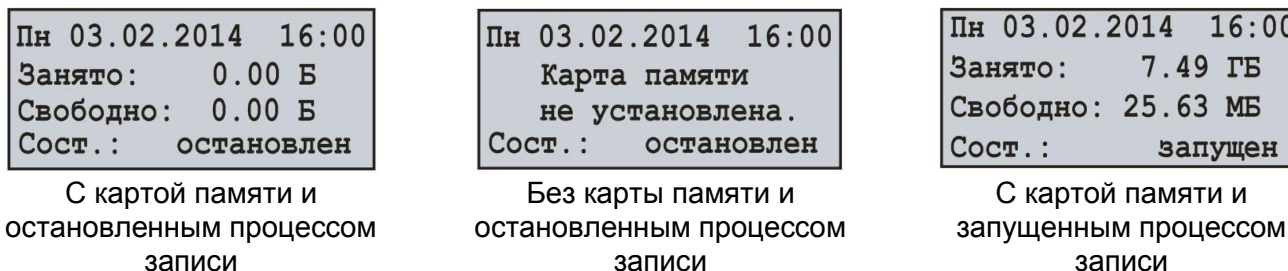 Пн 03.02.2014 16:00
Занято: 0.00 Б
Свободно: 0.00 Б
Сост.: остановлен
С картой памяти и
остановленным процессом
записи
Пн 03.02.2014 16:00
Карта памяти
не установлена.
Сост.: остановлен
Без карты памяти и
остановленным процессом
записи
Пн 03.02.2014 16:00
Занято: 7.49 ГБ
Свободно: 25.63 МБ
Сост.: запущен
С картой памяти и
запущенным процессом
записи